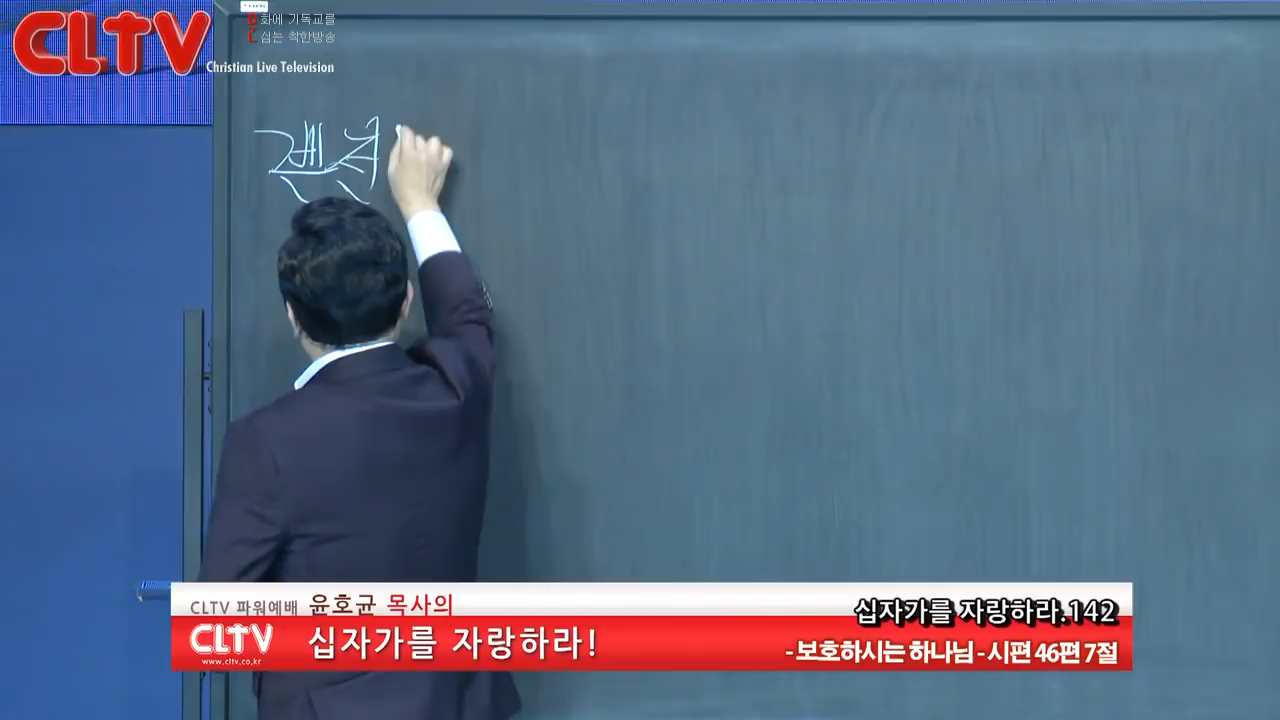 CLTV
문화에 기독교를
심는 착한방송
Christian Live Television
CLTV 파워예배 윤호균 목사의
CLTV 십자가를 자랑하라!
www.cltv.co.kr
십자가를 자랑하라.142
- 보호하시는 하나님 - 시편 46편 7절